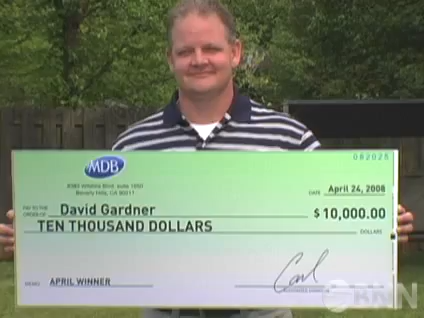 082025
MDB
8383 Wilshire Blvd. suite 1050
Beverly Hills, CA 90211
DATE April 24, 2008
PAY TO THE
ORDER OF David Gardner $ 10,000.00
TEN THOUSAND DOLLARS DOLLARS
MEMO APRIL WINNER
BNN